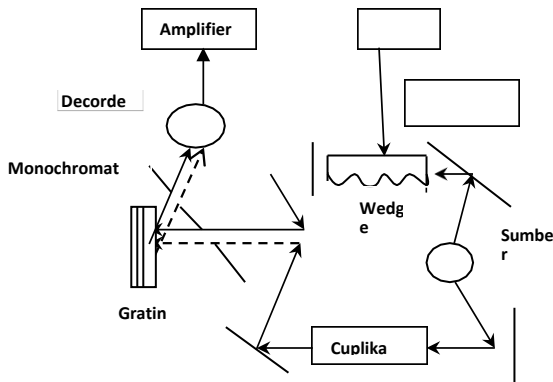 Amplifier
Decorde
Monochromat
Wedg
e
Sumbe
r
Gratin
Cuplika